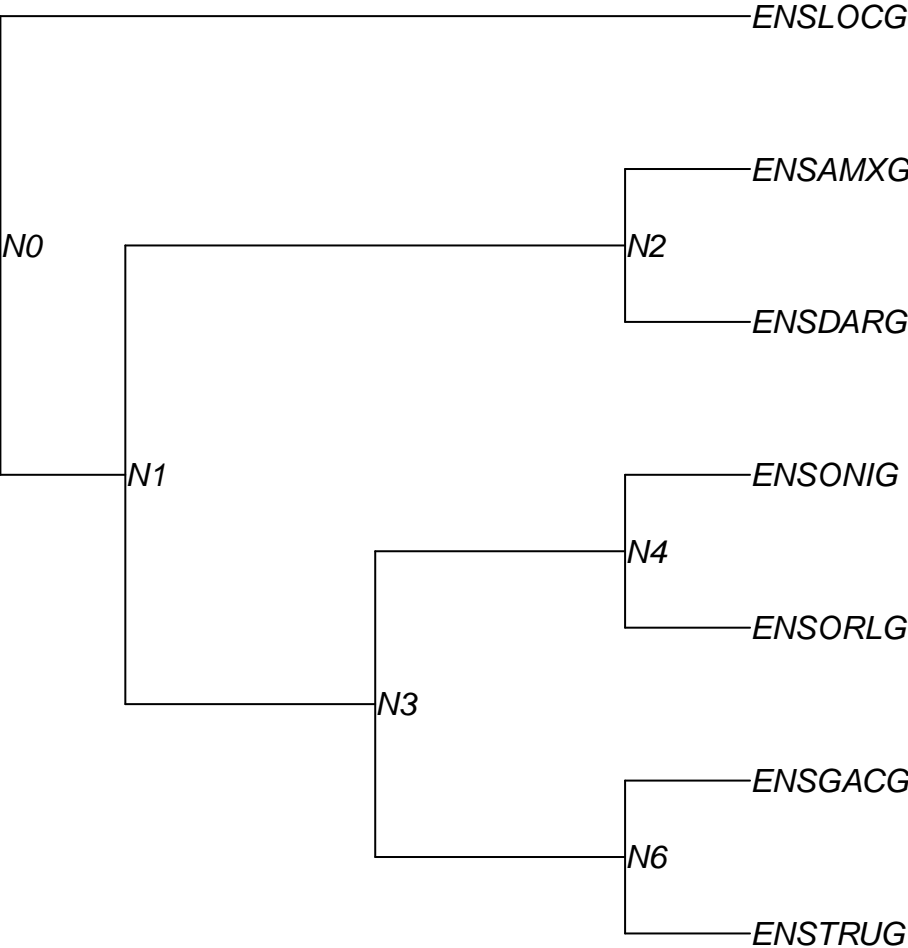 ENSLOCG
ENSAMXG
N0
N2
ENSDARG
N1
ENSONIG
N4
ENSORLG
N3
ENSGACG
N6
ENSTRUG